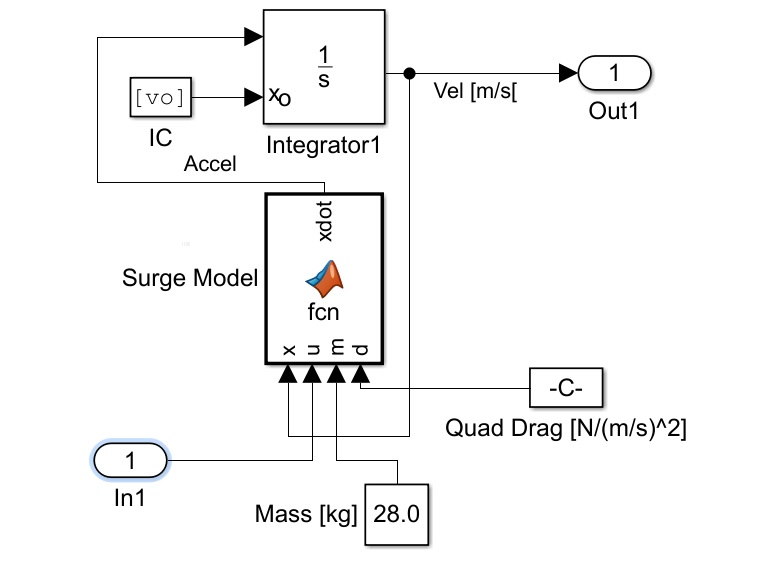 1
s
xo
[vo]
IC
Integrator1
Vel [m/s[
1
Out1
Accel
xdot
Surge Model
fcn
x
u
m
d
-C-
Quad Drag [N/(m/s)^2]
1
In1
Mass [kg]
28.0